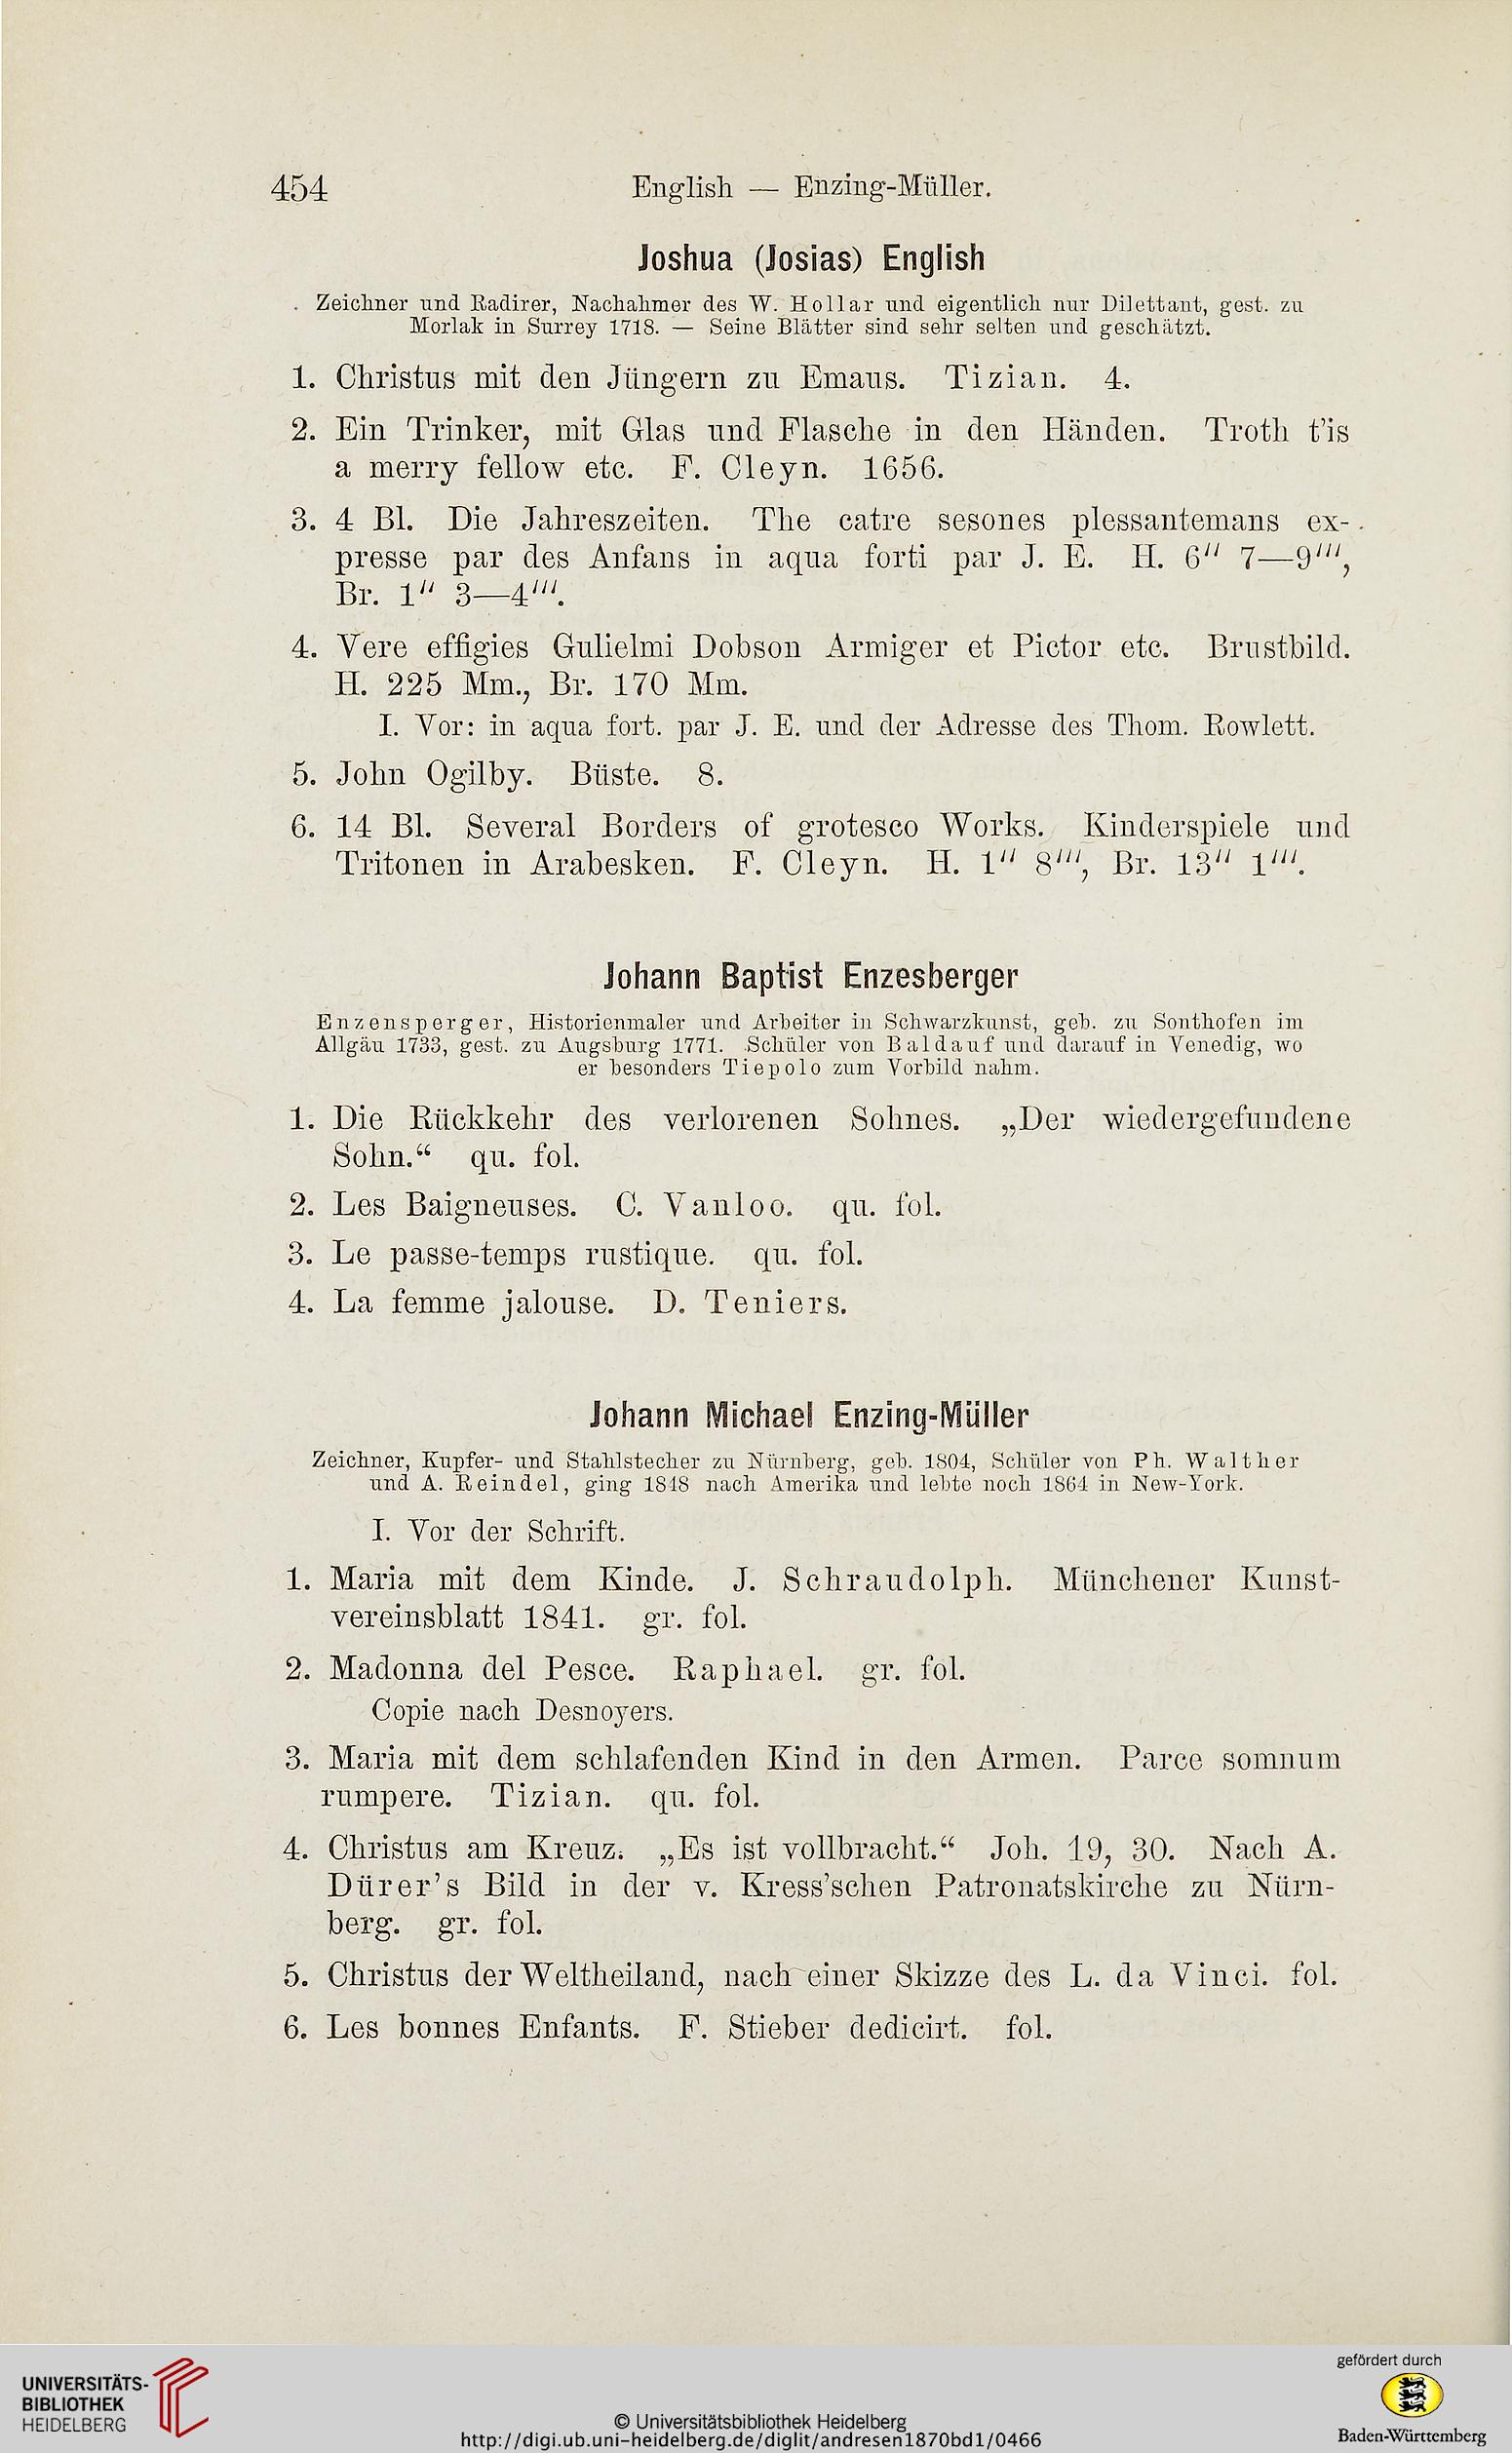 454 English — Enzing-Müller.
Joshua (Josias) English
Zeichner und Radirer, Nachahmer des W. Hollar und eigentlich nur Dilettant, gest. zu
Morlak in Surrey 1718. — Seine Blätter sind sehr selten und geschätzt.
1. Christus mit den Jüngern zu Emaus. Tizian. 4.
2. Ein Trinker, mit Glas und Flasche in den Händen. Troth t'is
a merry fellow etc. F. Cleyn. 1656.
3. 4 Bl. Die Jahreszeiten. The catre sesones plessantemans ex-
presse par des Anfans in aqua forti par J. E. H. 6" 7—9"',
Br. 1" 3—4"'.
4. Vere effigies Gulielmi Dobson Armiger et Pictor etc. Brustbild.
H. 225 Mm., Br. 170 Mm.
I. Vor: in aqua fort. par J. E. und der Adresse des Thom. Rowlett.
5. John Ogilby. Büste. 8.
6. 14 Bl. Several Borders of grotesco Works. Kinderspiele und
Tritonen in Arabesken. F. Cleyn. H. 1" 8"', Br. 13" 1"'.
Johann Baptist Enzesberger
Enzensperger, Historienmaler und Arbeiter in Schwarzkunst, geb. zu Sonthofen im
Allgäu 1733, gest. zu Augsburg 1771. Schüler von Baldauf und darauf in Venedig, wo
er besonders Tiepolo zum Vorbild nahm.
1. Die Rückkehr des verlorenen Sohnes. „Der wiedergefundene
Sohn.“ qu. fol.
2. Les Baigneuses. C. Vanloo. qu. fol.
3. Le passe-temps rustique. qu. fol.
4. La femme jalouse. D. Teniers.
Johann Michael Enzing-Müller
Zeichner, Kupfer- und Stahlstecher zu Nürnberg, geb. 1804, Schüler von Ph. Walther
und A. Reindel, ging 1848 nach Amerika und lebte noch 1864 in New-York.
I. Vor der Schrift.
1. Maria mit dem Kinde. J. Schraudolph. Münchener Kunst-
vereinsblatt 1841. gr. fol.
2. Madonna del Pesce. Raphael. gr. fol.
Copie nach Desnoyers.
3. Maria mit dem schlafenden Kind in den Armen. Parce somnum
rumpere. Tizian. qu. fol.
4. Christus am Kreuz. „Es ist vollbracht.“ Joh. 19, 30. Nach A.
Dürer's Bild in der v. Kress'schen Patronatskirche zu Nürn-
berg. gr. fol.
5. Christus der Weltheiland, nach einer Skizze des L. da Vinci. fol.
6. Les bonnes Enfants. F. Stieber dedicirt. fol.
UNIVERSITÄTS-
BIBLIOTHEK
HEIDELBERG
© Universitätsbibliothek Heidelberg
http://digi.ub.uni-heidelberg.de/diglit/andresen1870bd1/0466
gefördert durch
Baden-Württemberg